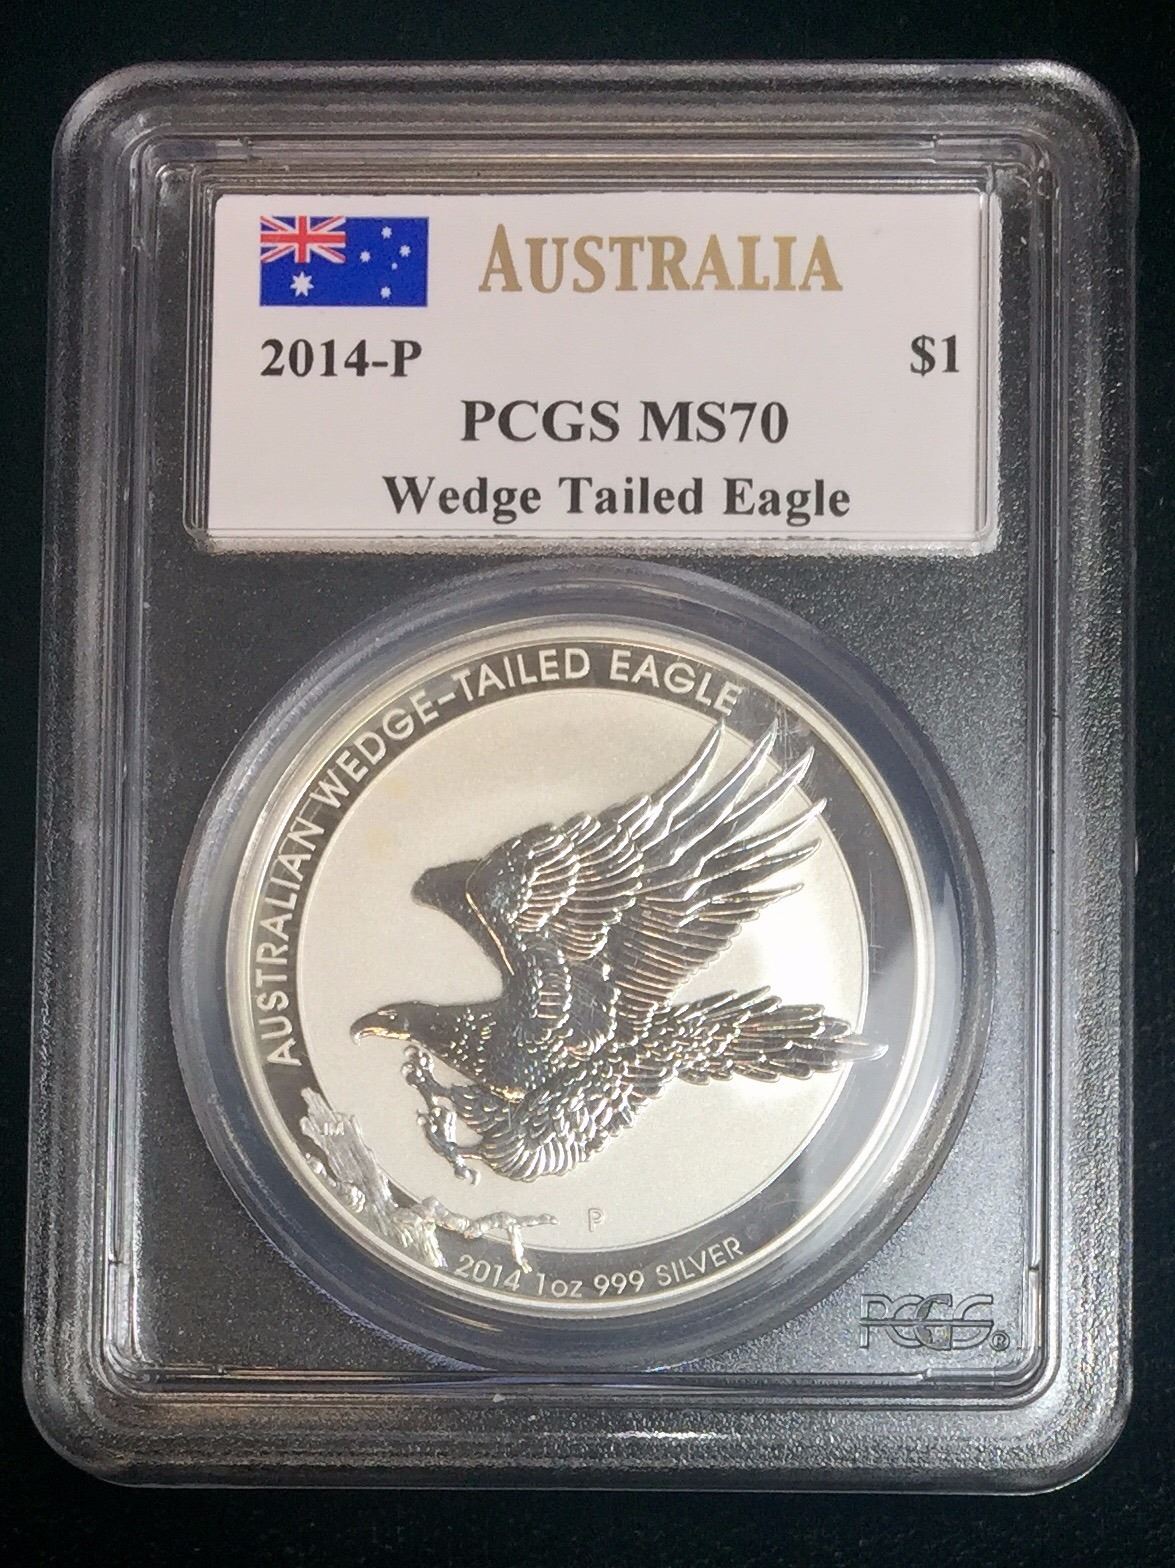 AUSTRALIA
2014-P $1
PCGS MS70
Wedge Tailed Eagle
AUSTRALIAN WEDGE-TAILED EAGLE
P
2014 1oz 999 SILVER
PCGS®